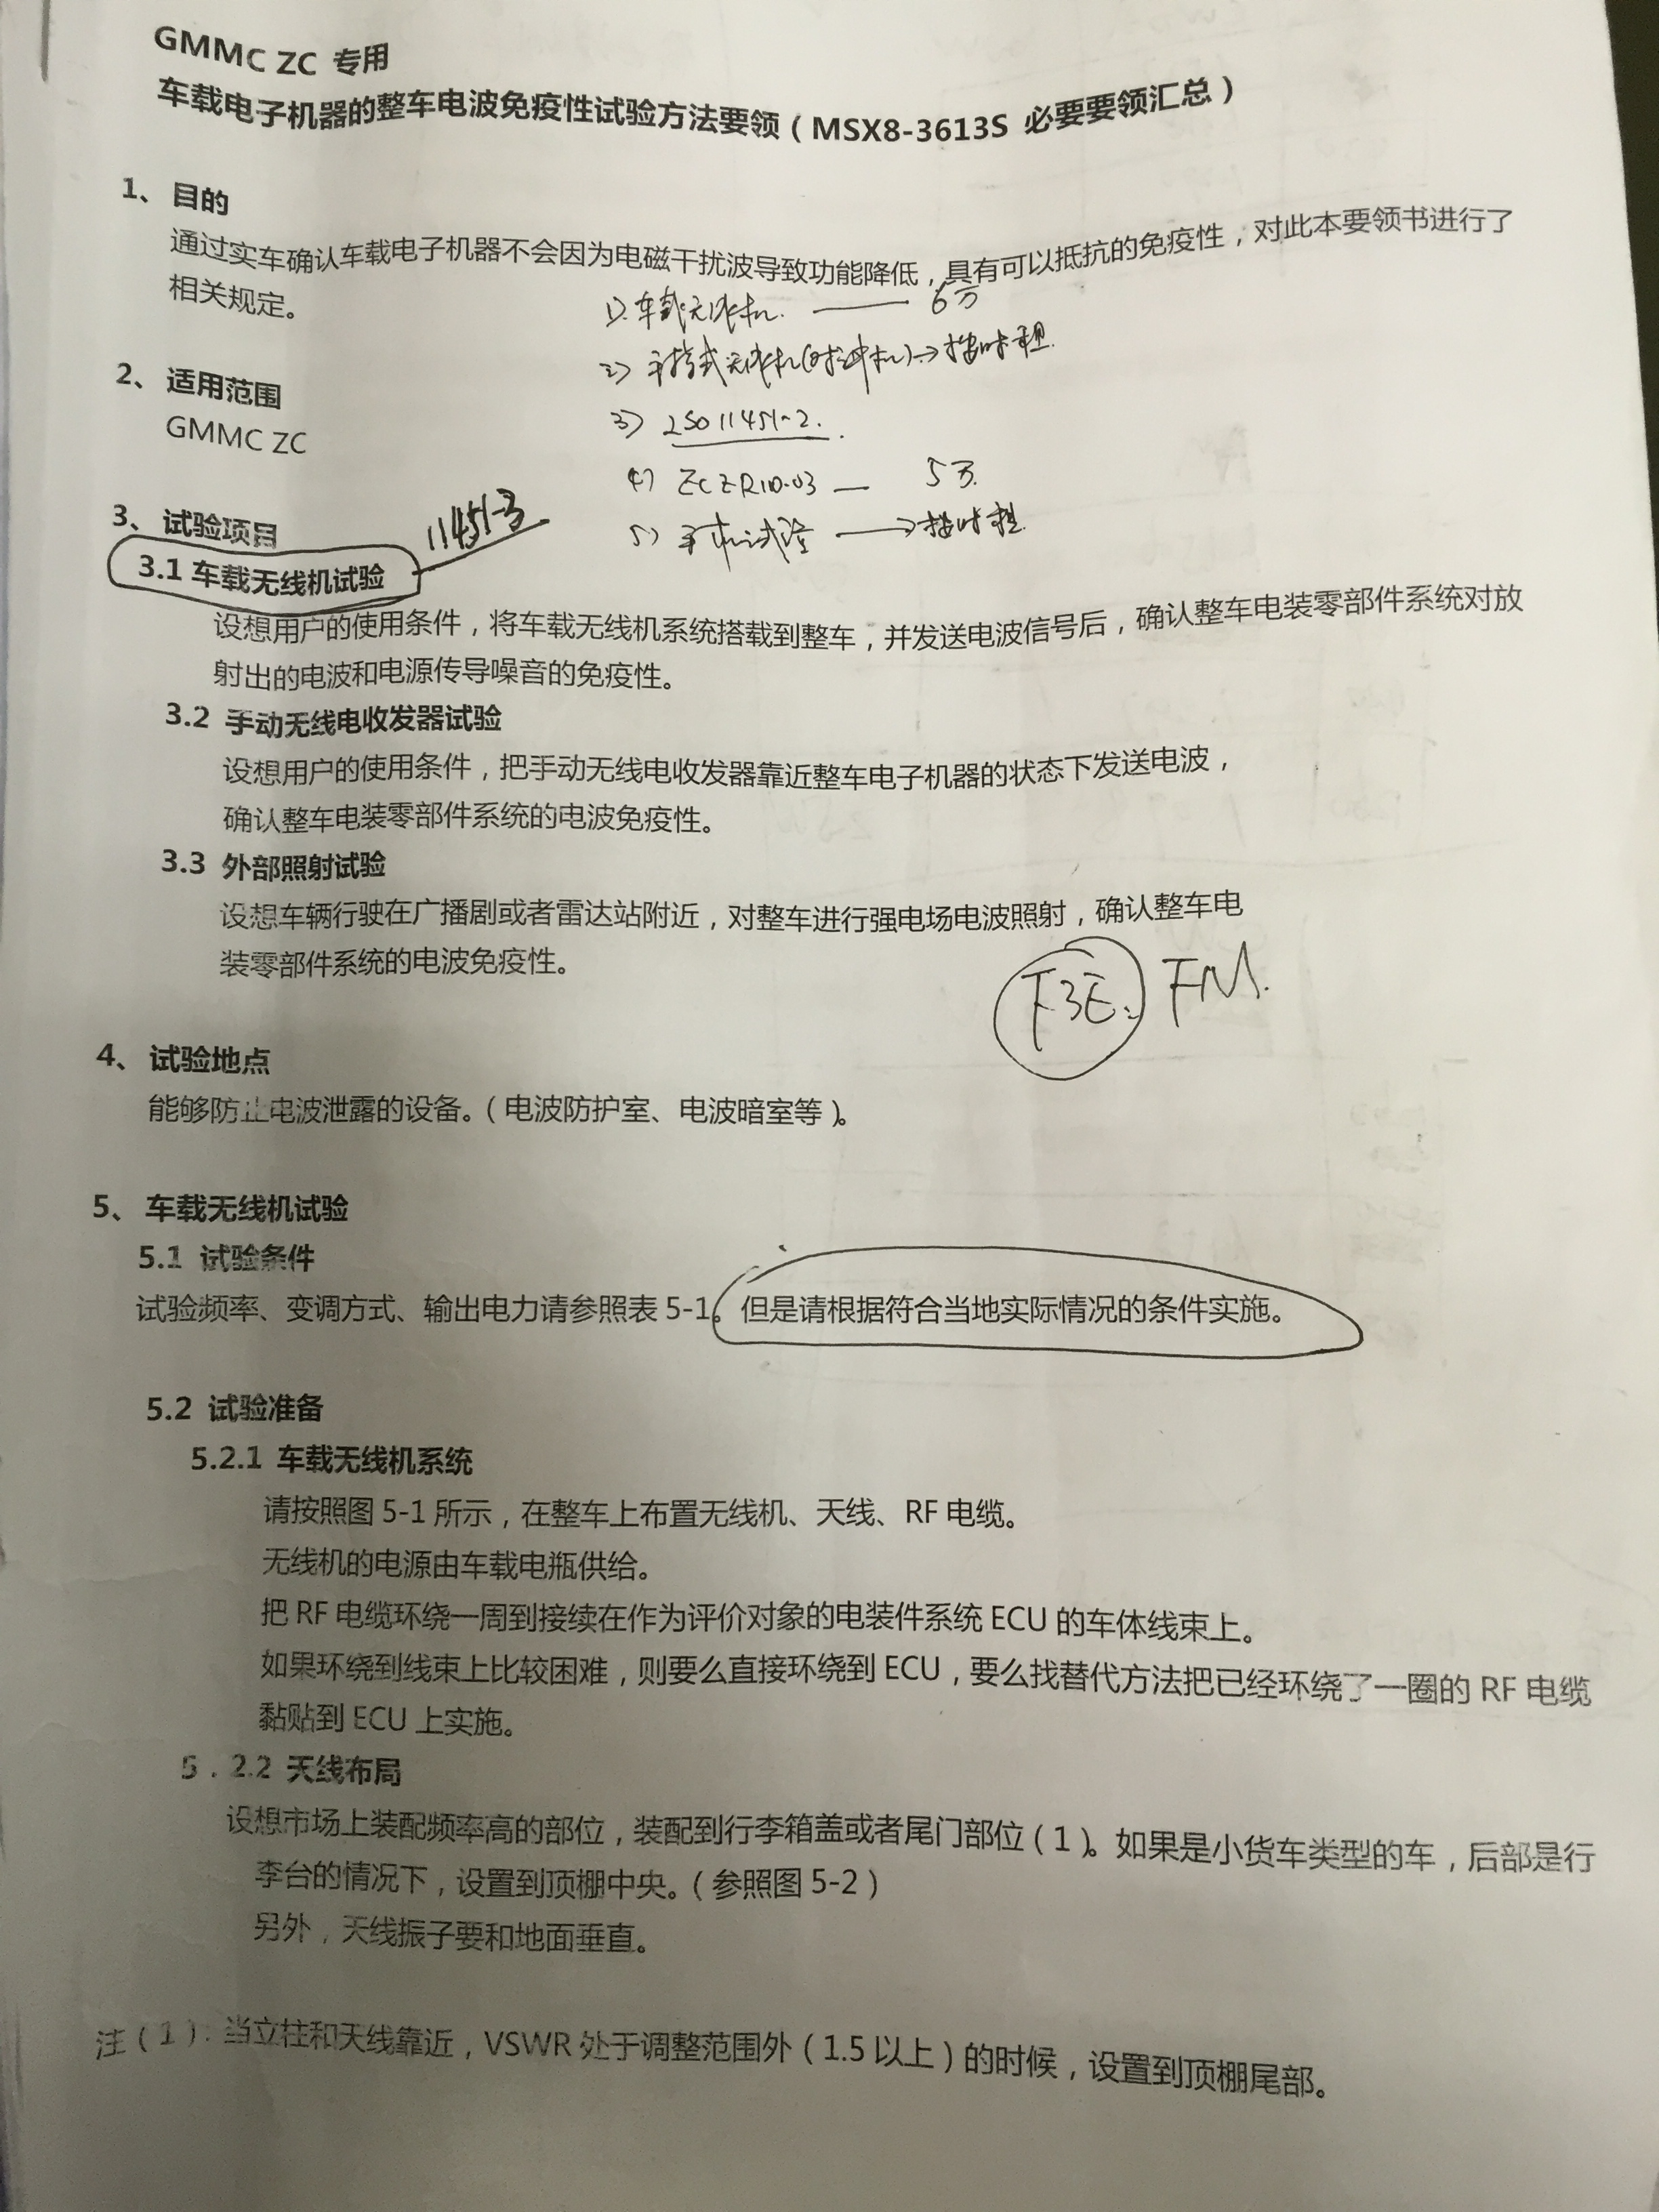 GMMC ZC 专用
车载电子机器的整车电波免疫性试验方法要领（MSX8-3613S 必要要领汇总）
1、目的
通过实车确认车载电子机器不会因为电磁干扰波导致功能降低，具有可以抵抗的免疫性，对此本要领书进行了
相关规定。
1). 车载无线机. —— 6万
2) 手持式无线机(对讲机)→按时租.
2、适用范围
GMMC ZC
3) ISO 11451-2.
4) ECE R10.03 — 5万.
3、试验项目
11451-3
5) 手机试验 ——→按时租.
3.1 车载无线机试验
设想用户的使用条件，将车载无线机系统搭载到整车，并发送电波信号后，确认整车电装零部件系统对放
射出的电波和电源传导噪音的免疫性。
3.2 手动无线电收发器试验
设想用户的使用条件，把手动无线电收发器靠近整车电子机器的状态下发送电波，
确认整车电装零部件系统的电波免疫性。
3.3 外部照射试验
设想车辆行驶在广播剧或者雷达站附近，对整车进行强电场电波照射，确认整车电
装零部件系统的电波免疫性。
F3E. FM.
4、试验地点
能够防止电波泄露的设备。（电波防护室、电波暗室等）。
5、车载无线机试验
5.1 试验条件
试验频率、变调方式、输出电力请参照表 5-1。但是请根据符合当地实际情况的条件实施。
5.2 试验准备
5.2.1 车载无线机系统
请按照图 5-1 所示，在整车上布置无线机、天线、RF 电缆。
无线机的电源由车载电瓶供给。
把 RF 电缆环绕一周到接续在作为评价对象的电装件系统 ECU 的车体线束上。
如果环绕到线束上比较困难，则要么直接环绕到 ECU，要么找替代方法把已经环绕了一圈的 RF 电缆
黏贴到 ECU 上实施。
5．2.2 天线布局
设想市场上装配频率高的部位，装配到行李箱盖或者尾门部位（1）。如果是小货车类型的车，后部是行
李台的情况下，设置到顶棚中央。（参照图 5-2）
另外，天线振子要和地面垂直。
注（1）：当立柱和天线靠近，VSWR 处于调整范围外（1.5 以上）的时候，设置到顶棚尾部。